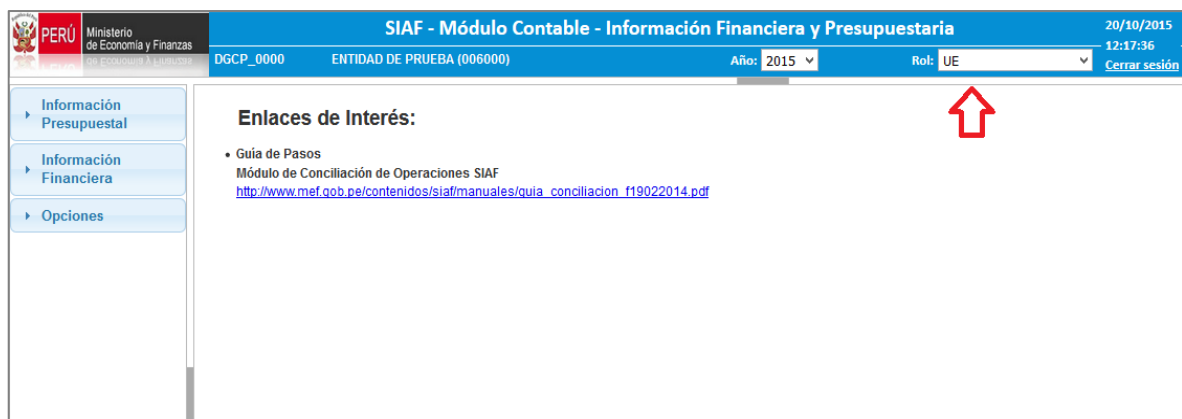 PERÚ
Ministerio
de Economía y Finanzas
SIAF - Módulo Contable - Información Financiera y Presupuestaria
20/10/2015
12:17:36
DGCP_0000 ENTIDAD DE PRUEBA (006000) Año: 2015 Rol: UE Cerrar sesión
Información
Presupuestal
Información
Financiera
Opciones
Enlaces de Interés:
• Guía de Pasos
Módulo de Conciliación de Operaciones SIAF
http://www.mef.gob.pe/contenidos/siaf/manuales/guia_conciliacion_f19022014.pdf